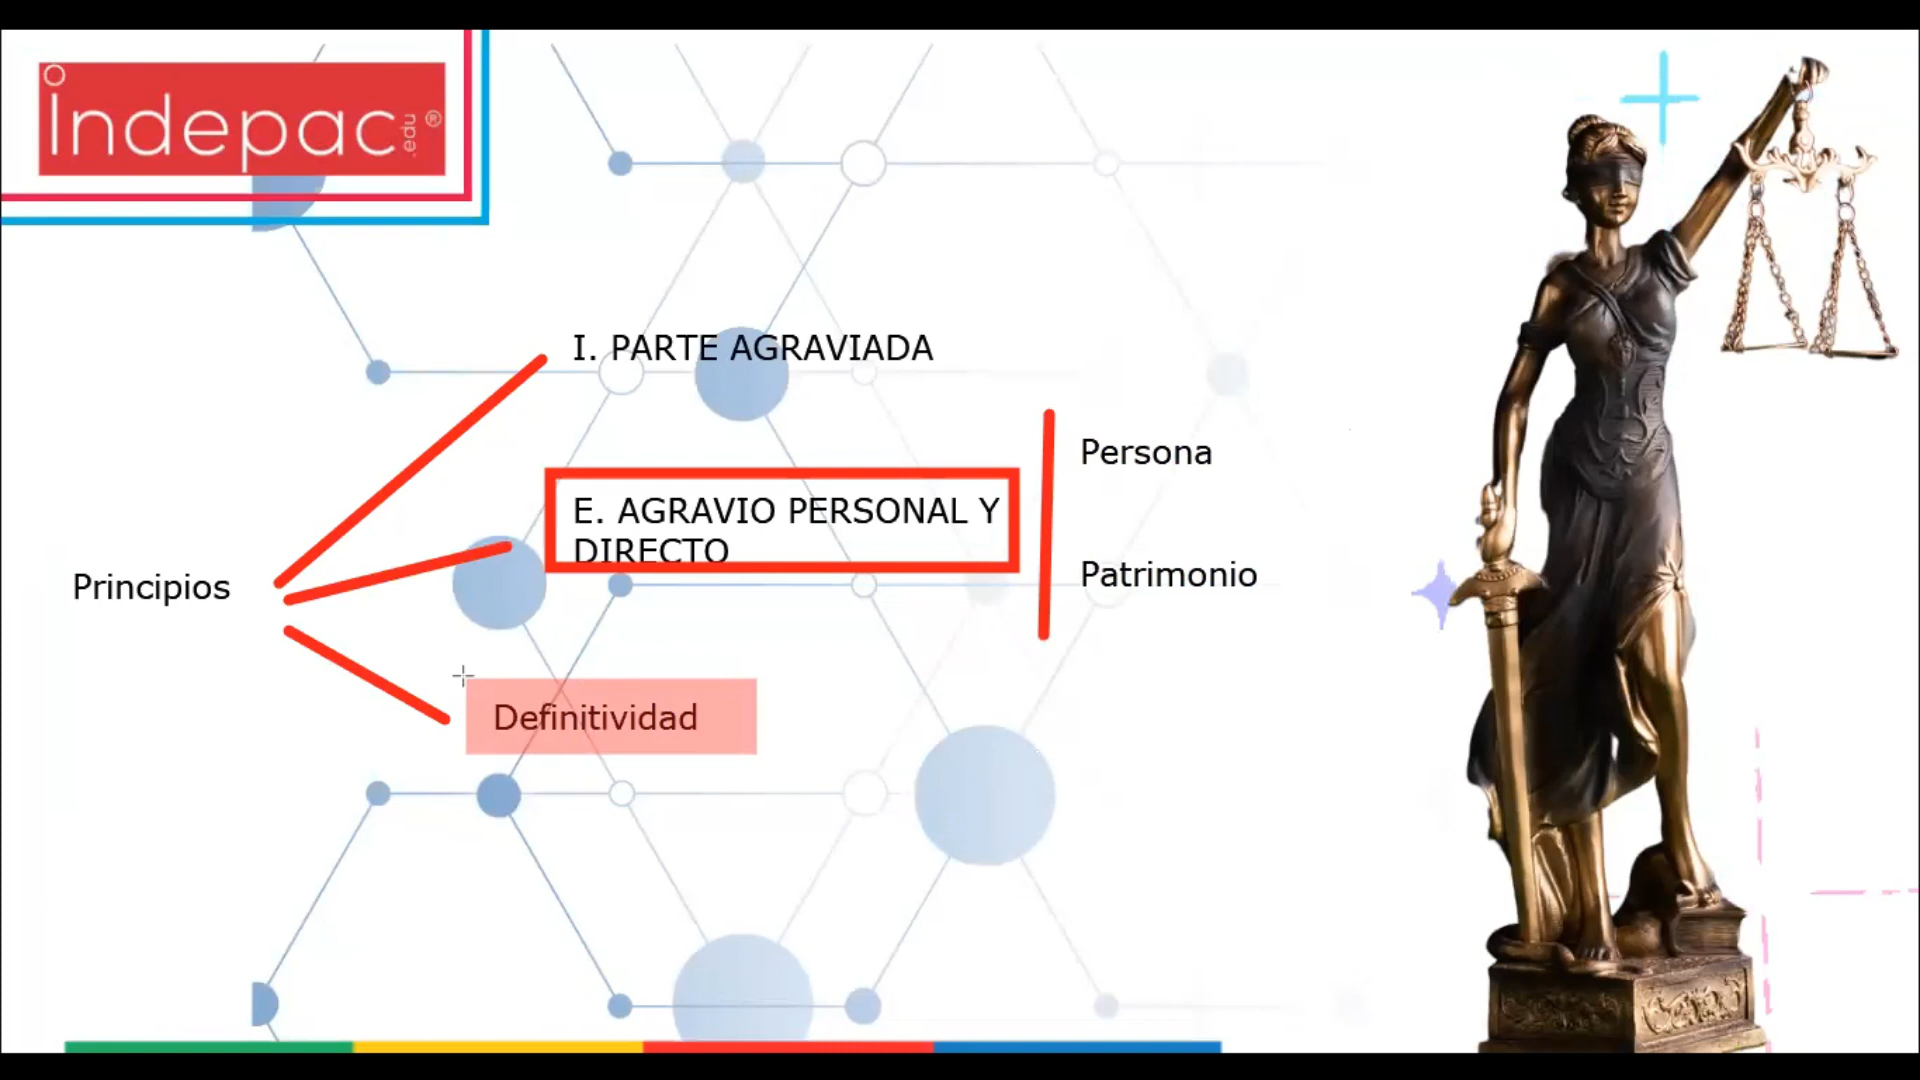 indepac .edu ®
I. PARTE AGRAVIADA
Persona
E. AGRAVIO PERSONAL Y
DIRECTO
Patrimonio
Principios
Definitividad